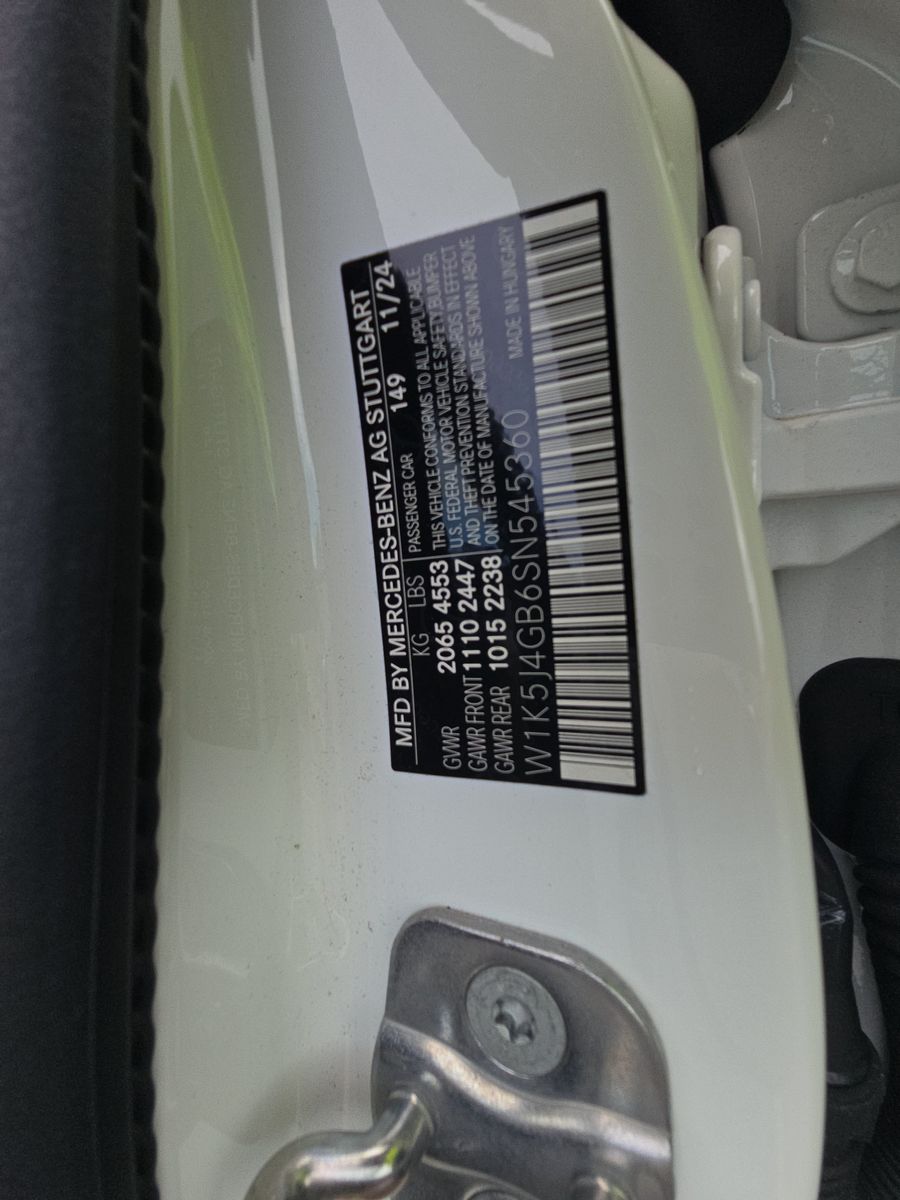 MFD BY MERCEDES-BENZ AG STUTTGART
KG LBS 149 11/24
PASSENGER CAR
GVWR 2065 4553 THIS VEHICLE CONFORMS TO ALL APPLICABLE
U.S. FEDERAL MOTOR VEHICLE SAFETY, BUMPER
GAWR FRONT 1110 2447 AND THEFT PREVENTION STANDARDS IN EFFECT
GAWR REAR 1015 2238 ON THE DATE OF MANUFACTURE SHOWN ABOVE
W1K5J4GB6SN545360 MADE IN HUNGARY